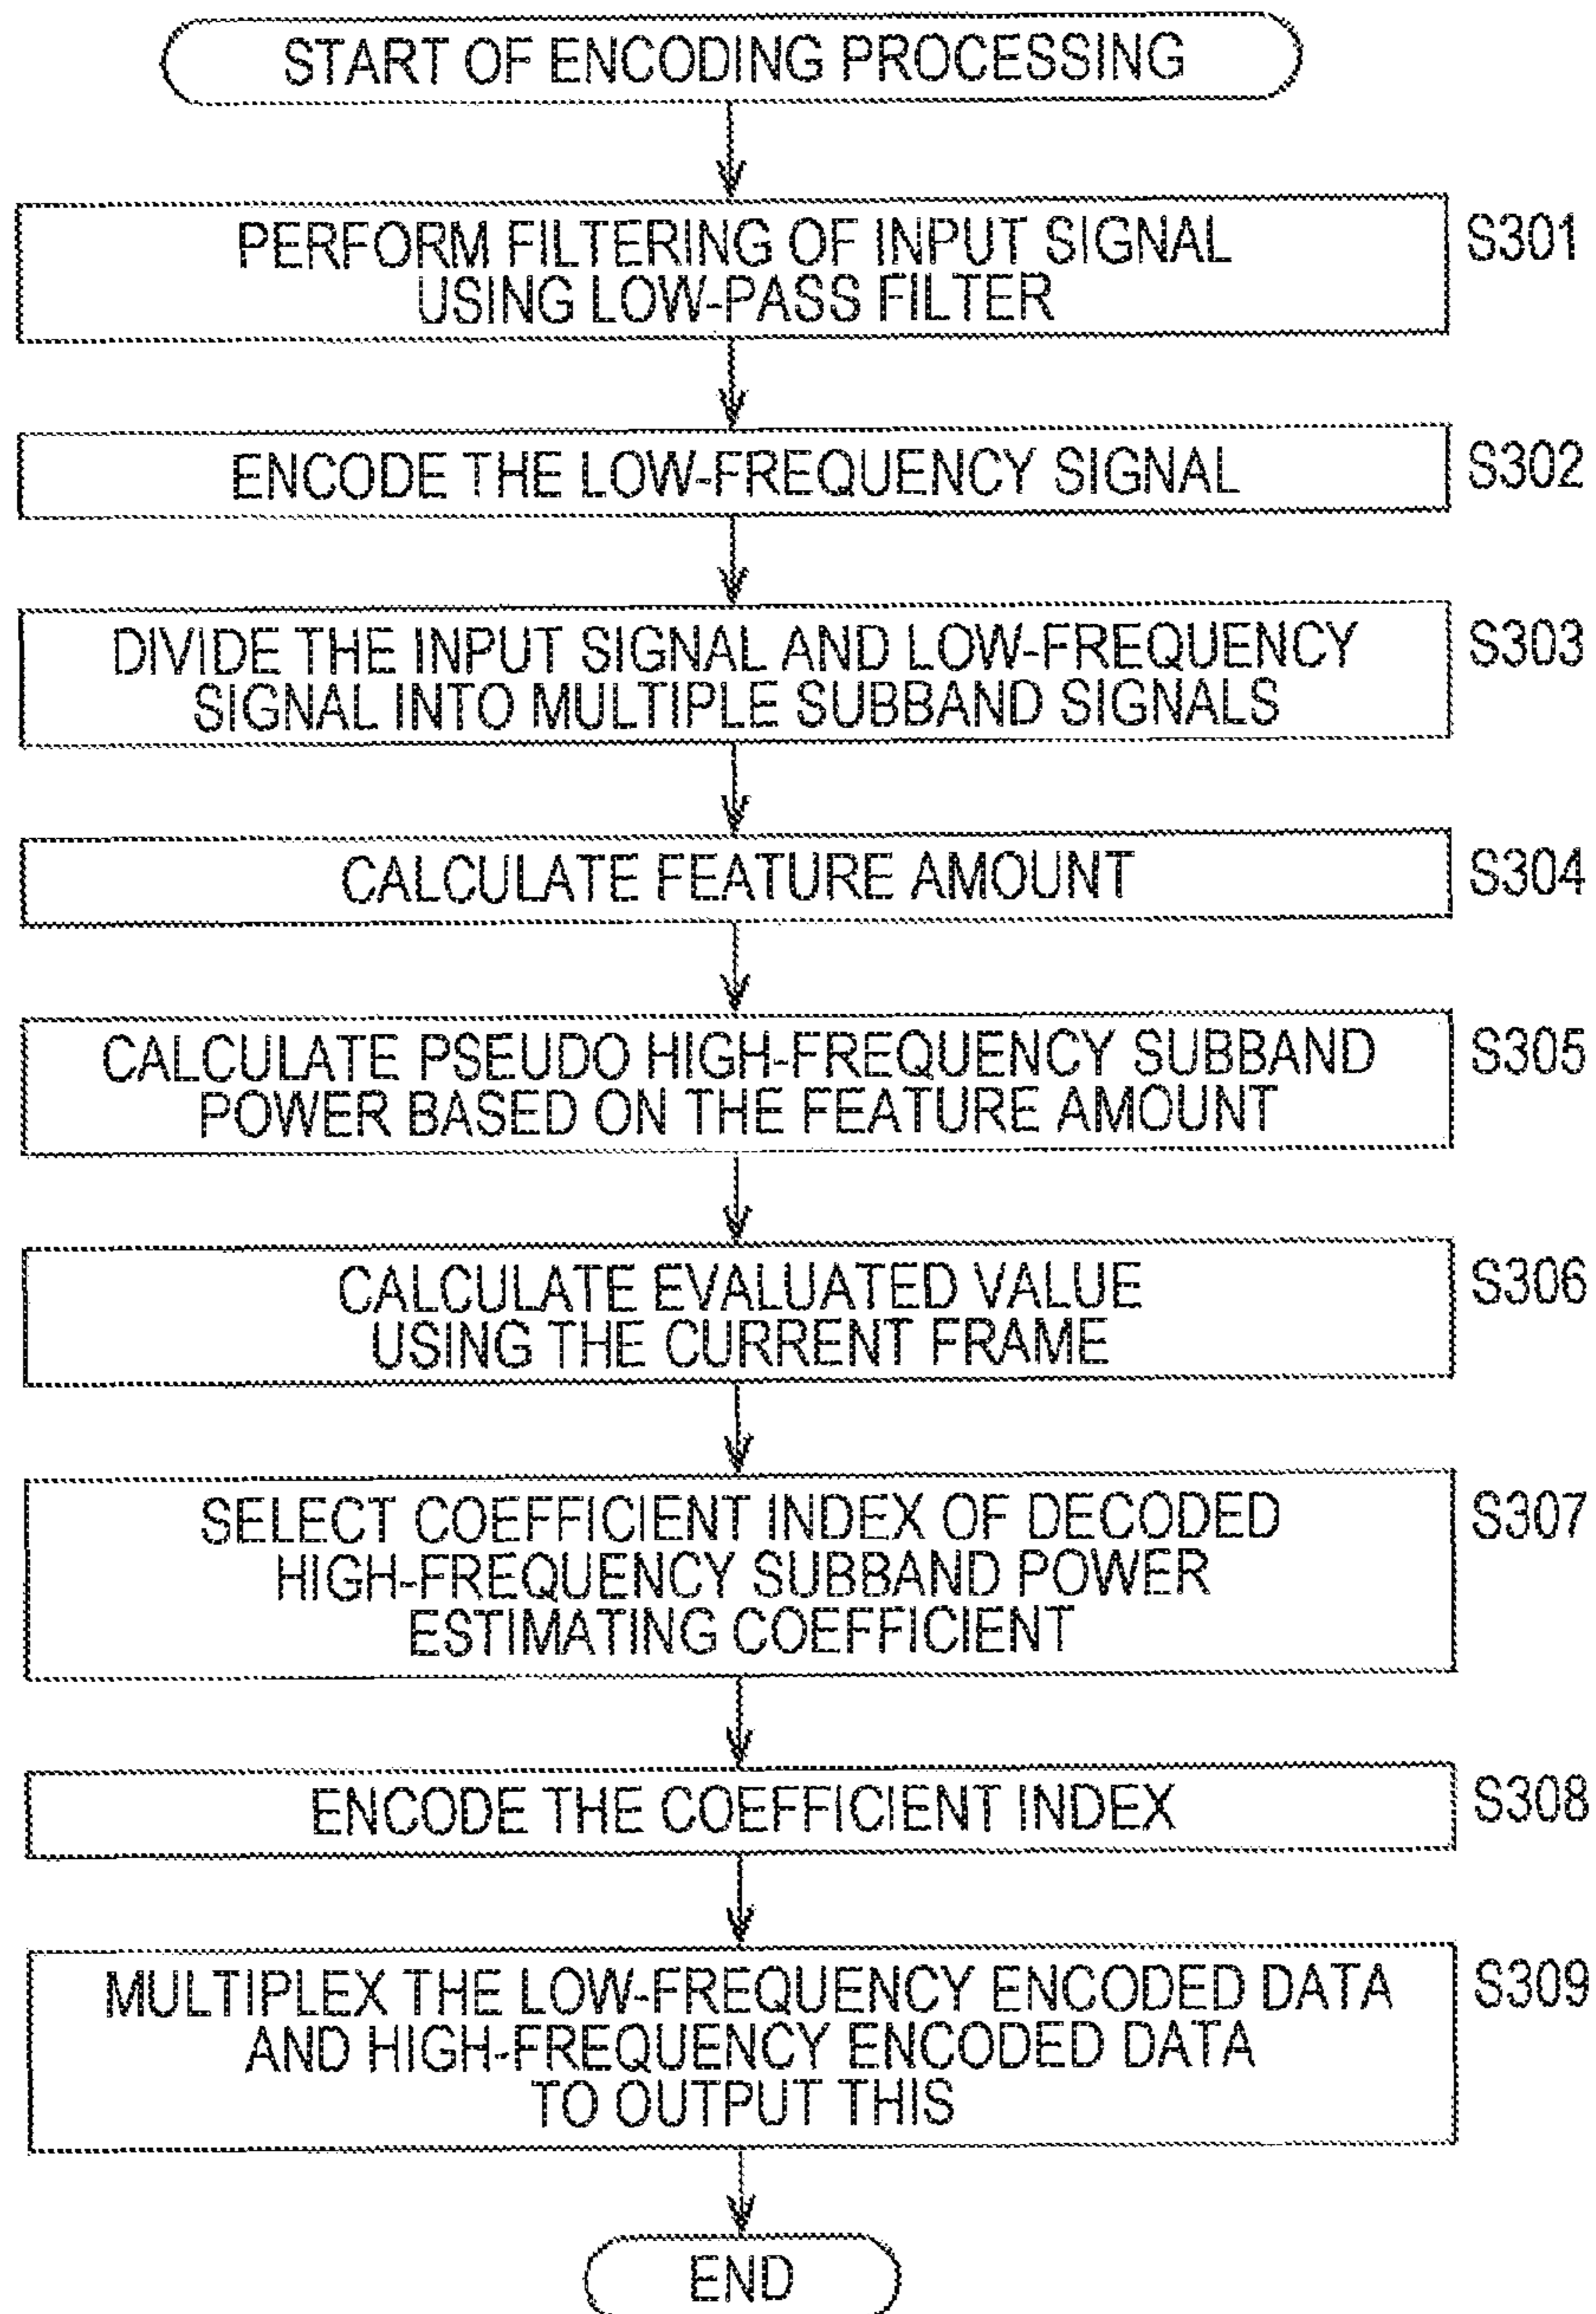 START OF ENCODING PROCESSING
PERFORM FILTERING OF INPUT SIGNAL
USING LOW-PASS FILTER
S301
ENCODE THE LOW-FREQUENCY SIGNAL
S302
DIVIDE THE INPUT SIGNAL AND LOW-FREQUENCY
SIGNAL INTO MULTIPLE SUBBAND SIGNALS
S303
CALCULATE FEATURE AMOUNT
S304
CALCULATE PSEUDO HIGH-FREQUENCY SUBBAND
POWER BASED ON THE FEATURE AMOUNT
S305
CALCULATE EVALUATED VALUE
USING THE CURRENT FRAME
S306
SELECT COEFFICIENT INDEX OF DECODED
HIGH-FREQUENCY SUBBAND POWER
ESTIMATING COEFFICIENT
S307
ENCODE THE COEFFICIENT INDEX
S308
MULTIPLEX THE LOW-FREQUENCY ENCODED DATA
AND HIGH-FREQUENCY ENCODED DATA
TO OUTPUT THIS
S309
END